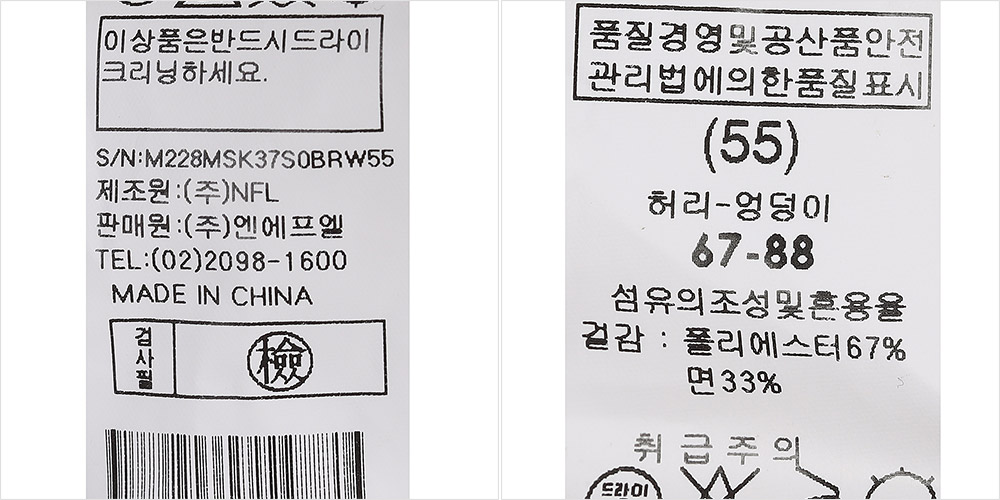 이상품은반드시드라이
크리닝하세요.
S/N:M228MSK37S0BRW55
제조원:(주)NFL
판매원:(주)엔에프엘
TEL:(02)2098-1600
MADE IN CHINA
검사필
檢
품질경영및공산품안전
관리법에의한품질표시
(55)
허리-엉덩이
67-88
섬유의조성및혼용율
겉감 : 폴리에스터67%
면33%
취급주의
드라이